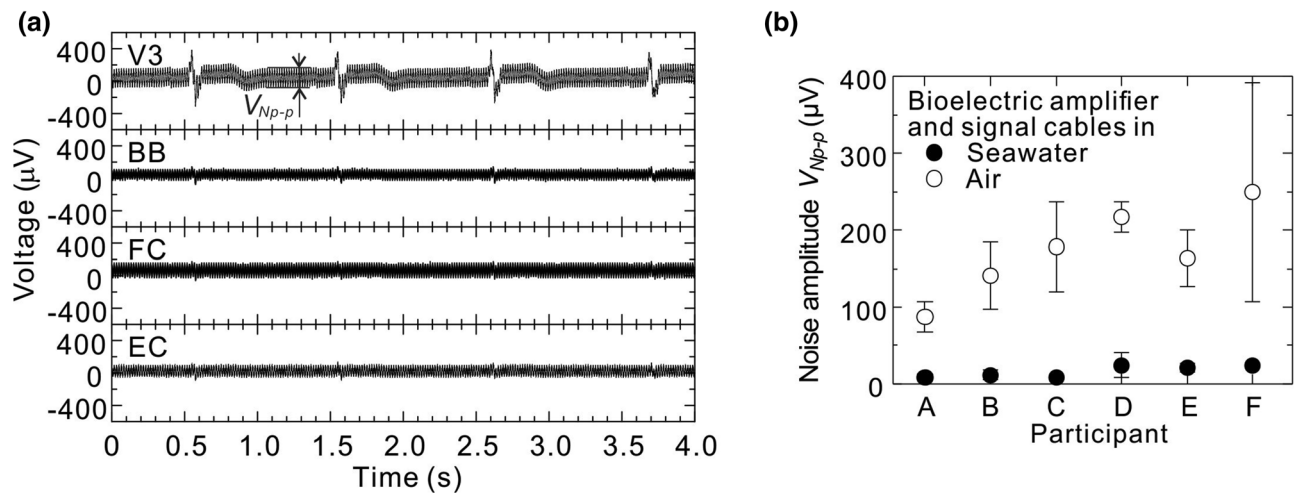 (a)
V3
400
0
-400
V_Np-p
BB
400
0
-400
FC
400
0
-400
EC
400
0
-400
Voltage (μV)
0 0.5 1.0 1.5 2.0 2.5 3.0 3.5 4.0
Time (s)
(b)
400
300
200
100
0
Noise amplitude V_Np-p (μV)
Bioelectric amplifier
and signal cables in
Seawater
Air
A B C D E F
Participant